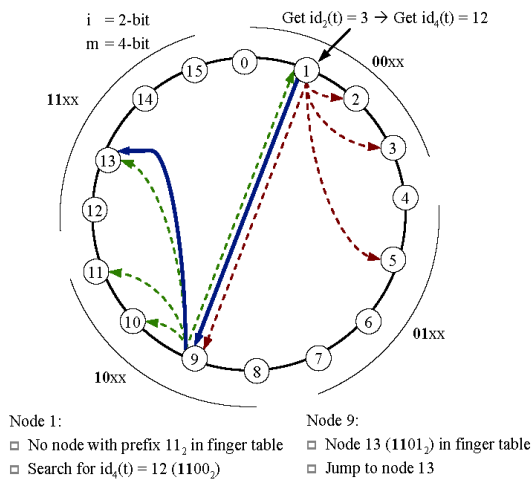 i = 2-bit
m = 4-bit
Get id2(t) = 3 → Get id4(t) = 12
00xx
01xx
10xx
11xx
0
1
2
3
4
5
6
7
8
9
10
11
12
13
14
15
Node 1:
No node with prefix 11₂ in finger table
Search for id₄(t) = 12 (1100₂)
Node 9:
Node 13 (1101₂) in finger table
Jump to node 13